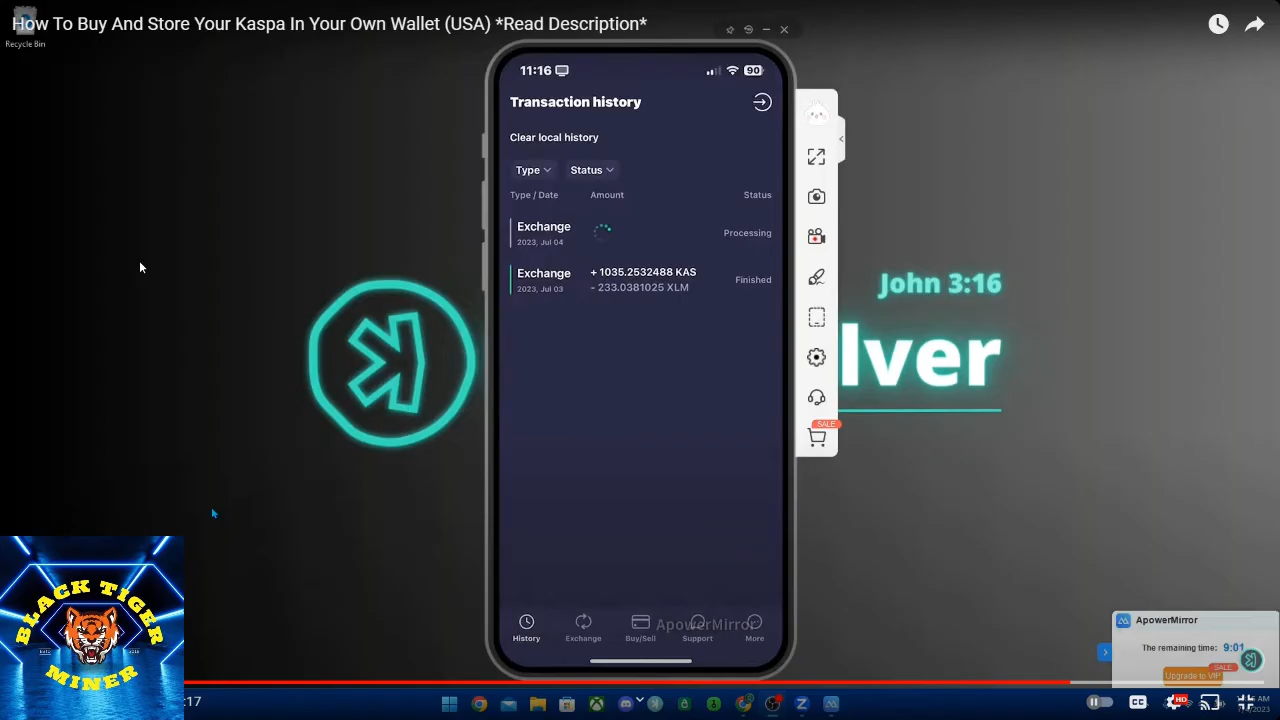 How To Buy And Store Your Kaspa In Your Own Wallet (USA) *Read Description*
Recycle Bin
11:16
90
Transaction history
Clear local history
Type
Status
Type / Date
Amount
Status
Exchange
2023, Jul 04
Processing
Exchange
2023, Jul 03
+ 1035.2532488 KAS
- 233.0381025 XLM
Finished
SALE
John 3:16
lver
History
Exchange
Buy/Sell
Support
More
ApowerMirror
BLACK TIGER
MINER
ApowerMirror
The remaining time: 9:01
SALE
Upgrade to VIP
:17
CC
HD